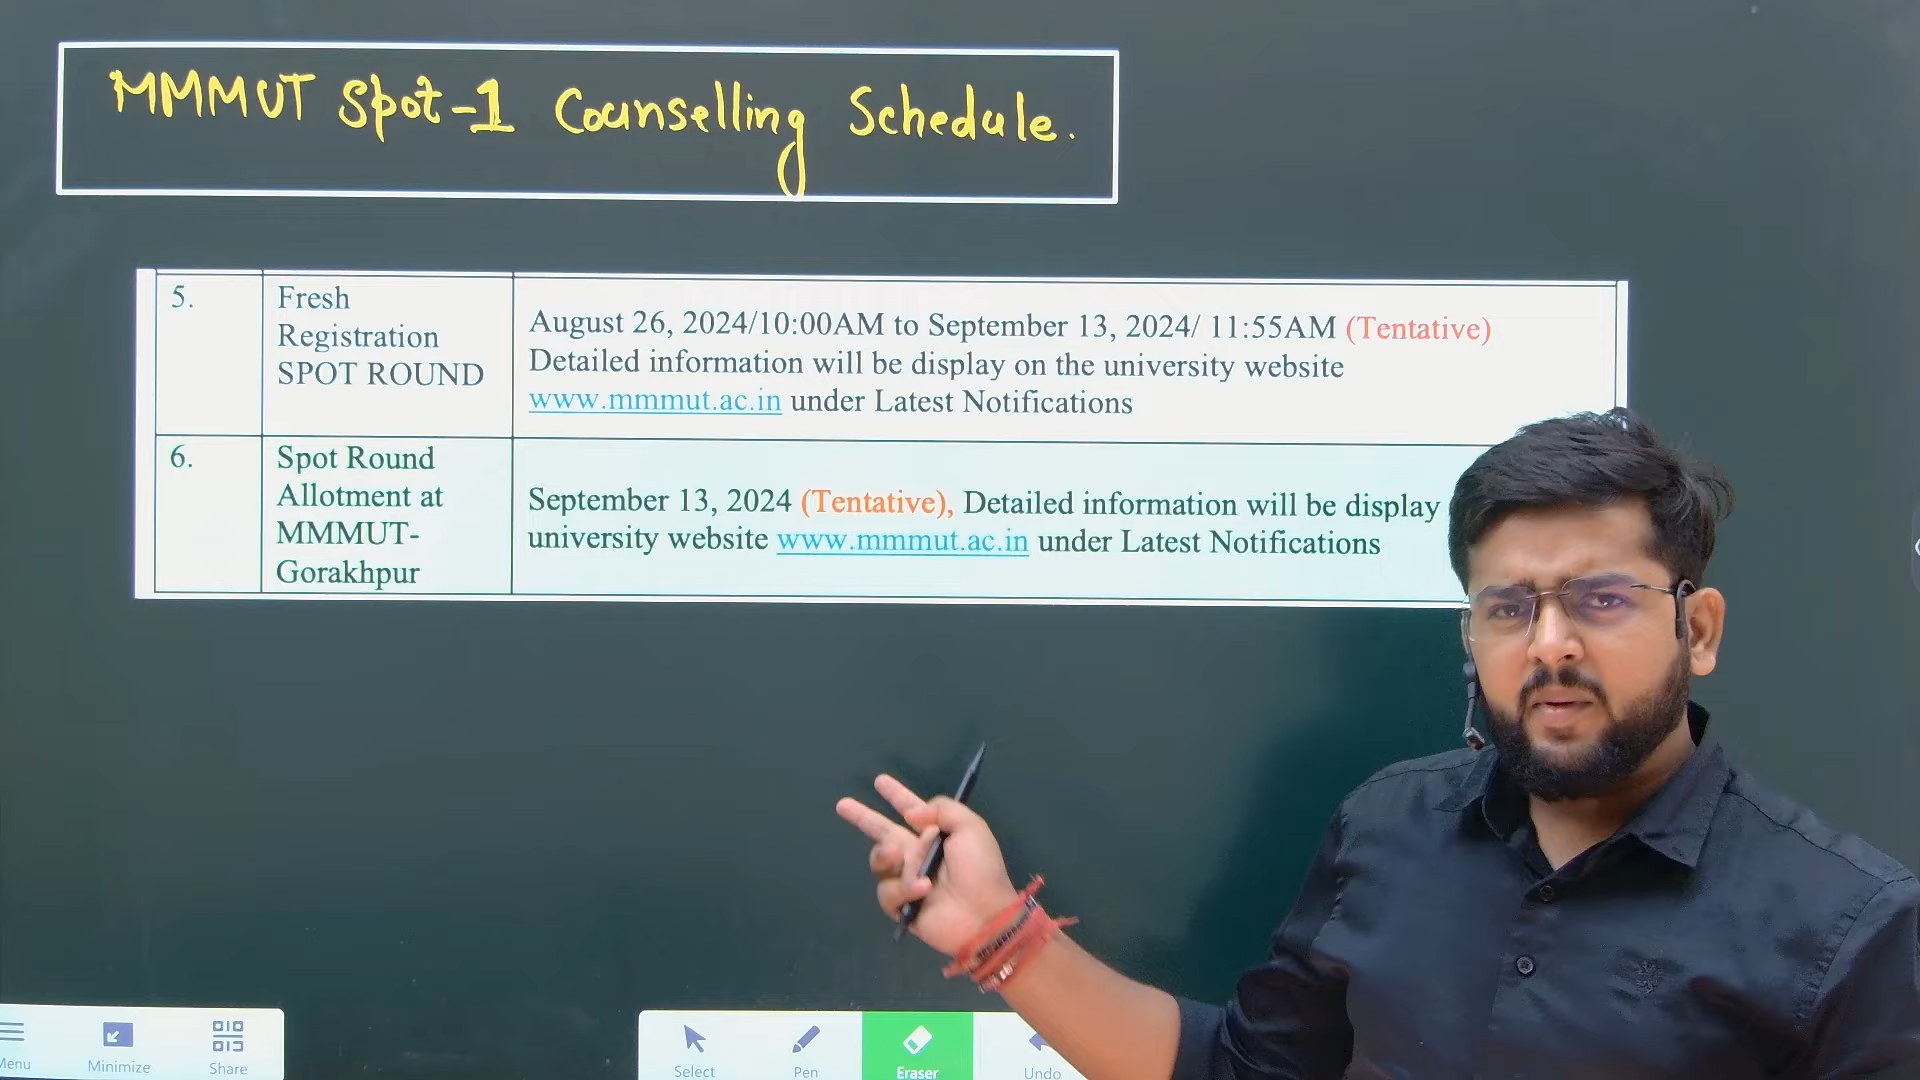 MMMUT Spot-1 Counselling Schedule.
5.
Fresh
Registration
SPOT ROUND
August 26, 2024/10:00AM to September 13, 2024/ 11:55AM (Tentative)
Detailed information will be display on the university website
www.mmmut.ac.in under Latest Notifications
6.
Spot Round
Allotment at
MMMUT-
Gorakhpur
September 13, 2024 (Tentative), Detailed information will be display
university website www.mmmut.ac.in under Latest Notifications
Menu
Minimize
Share
Select
Pen
Eraser
Undo